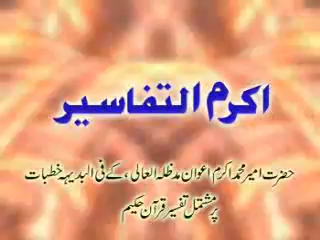 اکرم التفاسیر
حضرت امیر محمد اکرم اعوان مدظلہ العالی، کے فی البدیہہ خطبات
پر مشتمل تفسیر قرآن حکیم